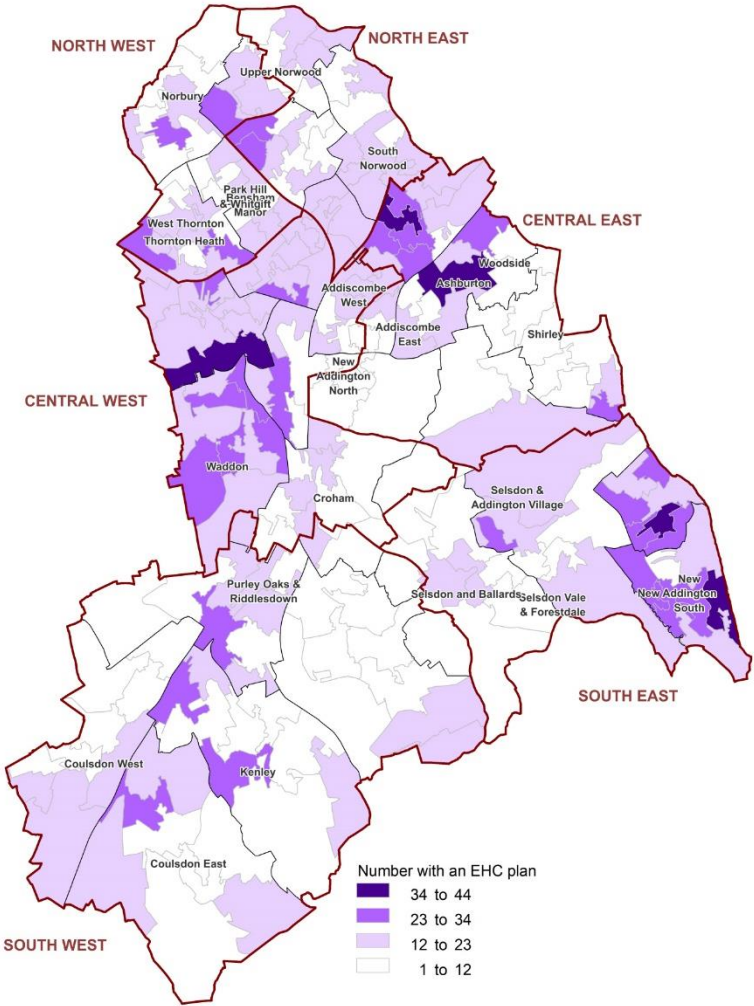 NORTH WEST
NORTH EAST
Upper Norwood
Norbury
South
Norwood
Park Hill
Bensham
& Whitgift
Manor
West Thornton
Thornton Heath
CENTRAL EAST
Woodside
Ashburton
Addiscombe
West
Addiscombe
East
Shirley
New
Addington
North
CENTRAL WEST
Waddon
Croham
Selsdon &
Addington Village
Purley Oaks &
Riddlesdown
Selsdon and Ballards
Selsdon Vale
& Forestdale
New
New Addington
South
SOUTH EAST
Coulsdon West
Kenley
Coulsdon East
SOUTH WEST
Number with an EHC plan
34 to 44
23 to 34
12 to 23
1 to 12